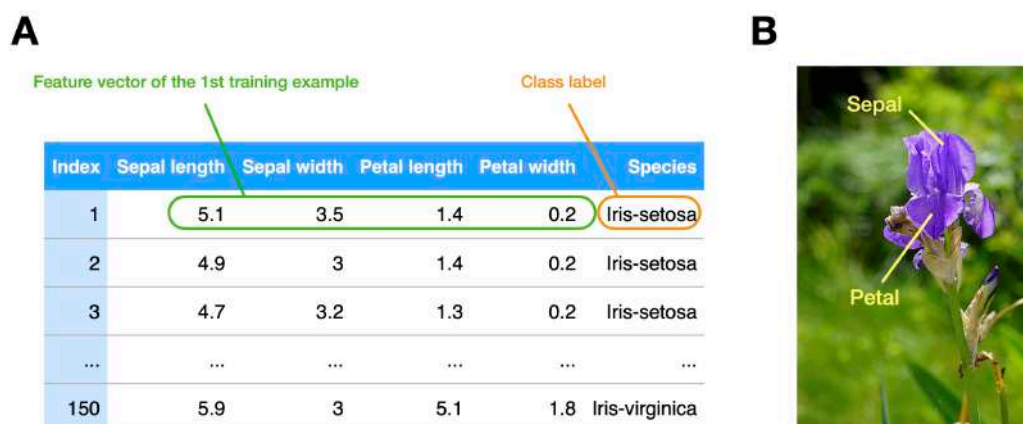 A
Feature vector of the 1st training example
Class label
Index Sepal length Sepal width Petal length Petal width Species
1 5.1 3.5 1.4 0.2 Iris-setosa
2 4.9 3 1.4 0.2 Iris-setosa
3 4.7 3.2 1.3 0.2 Iris-setosa
... ... ... ... ... ...
150 5.9 3 5.1 1.8 Iris-virginica
B
Sepal
Petal